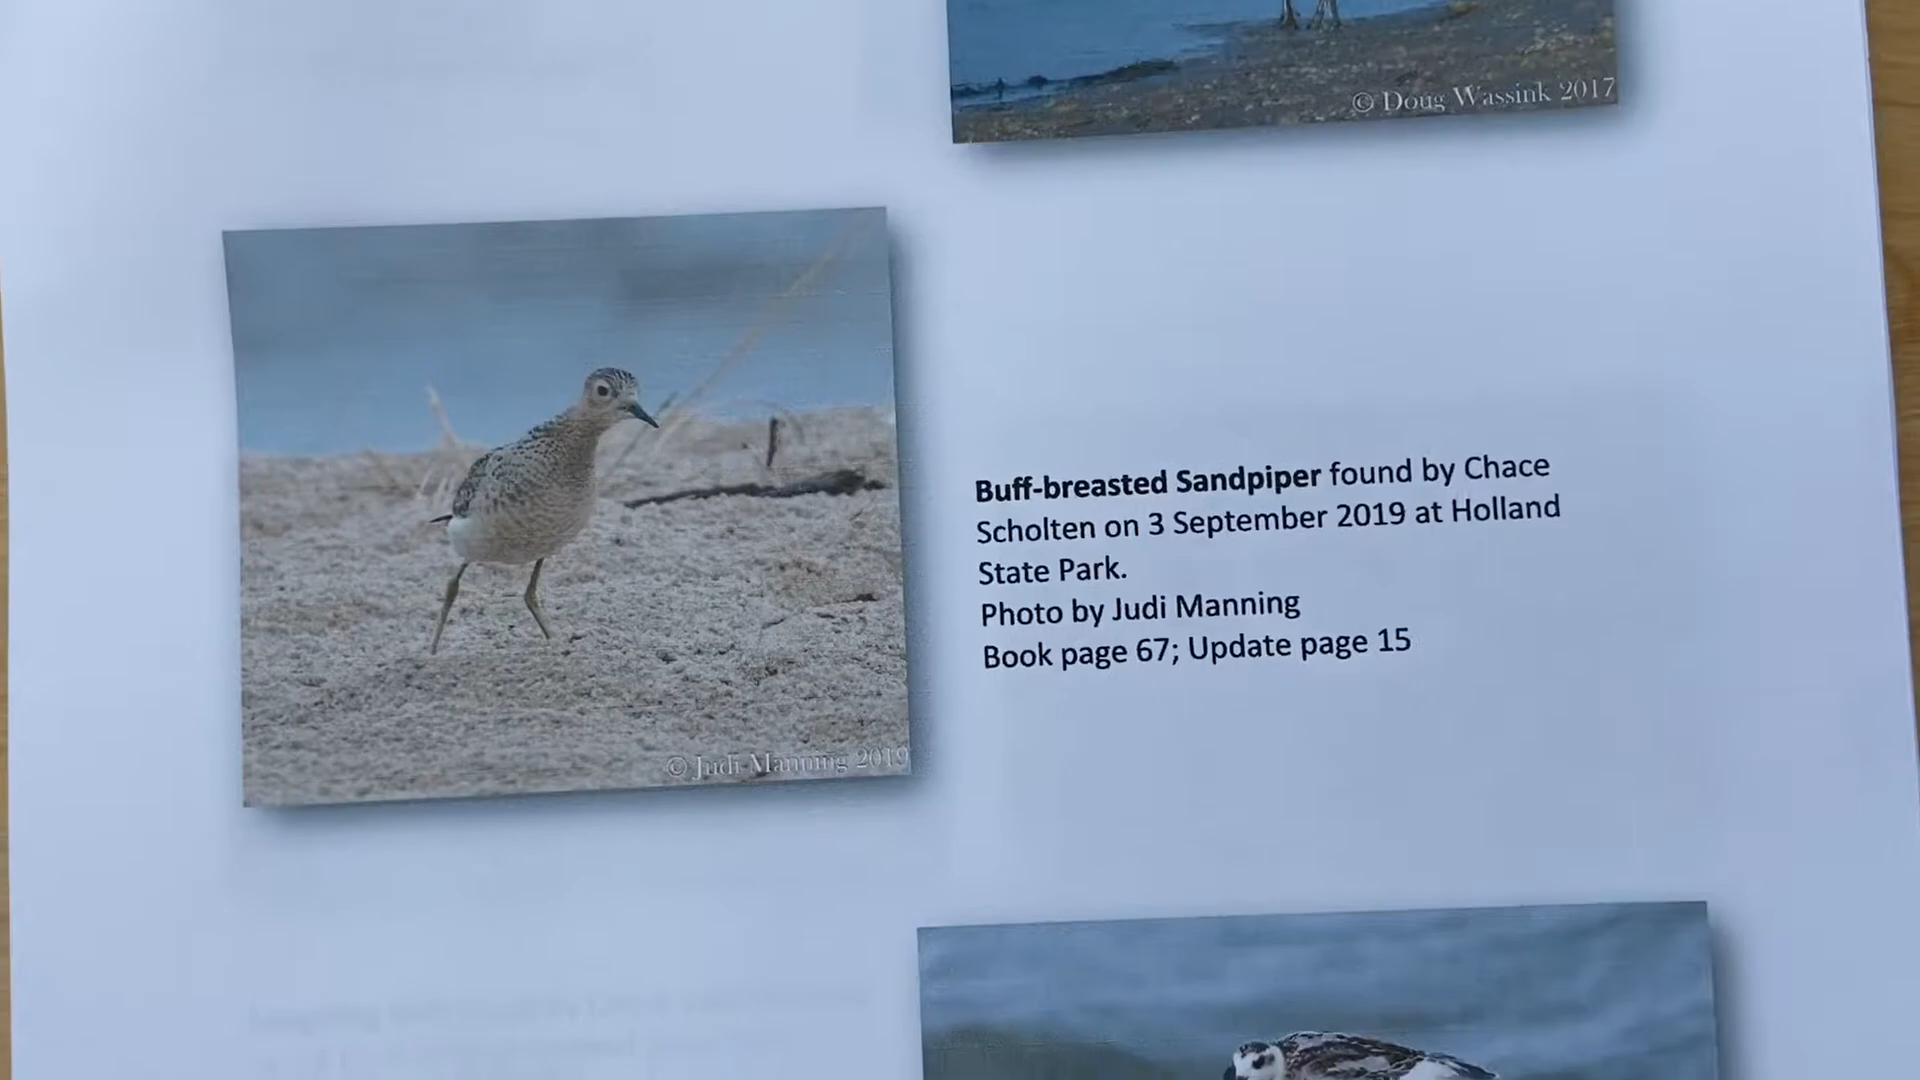 © Doug Wassink 2017
Buff-breasted Sandpiper found by Chace
Scholten on 3 September 2019 at Holland
State Park.
Photo by Judi Manning
Book page 67; Update page 15
© Judi Manning 2019